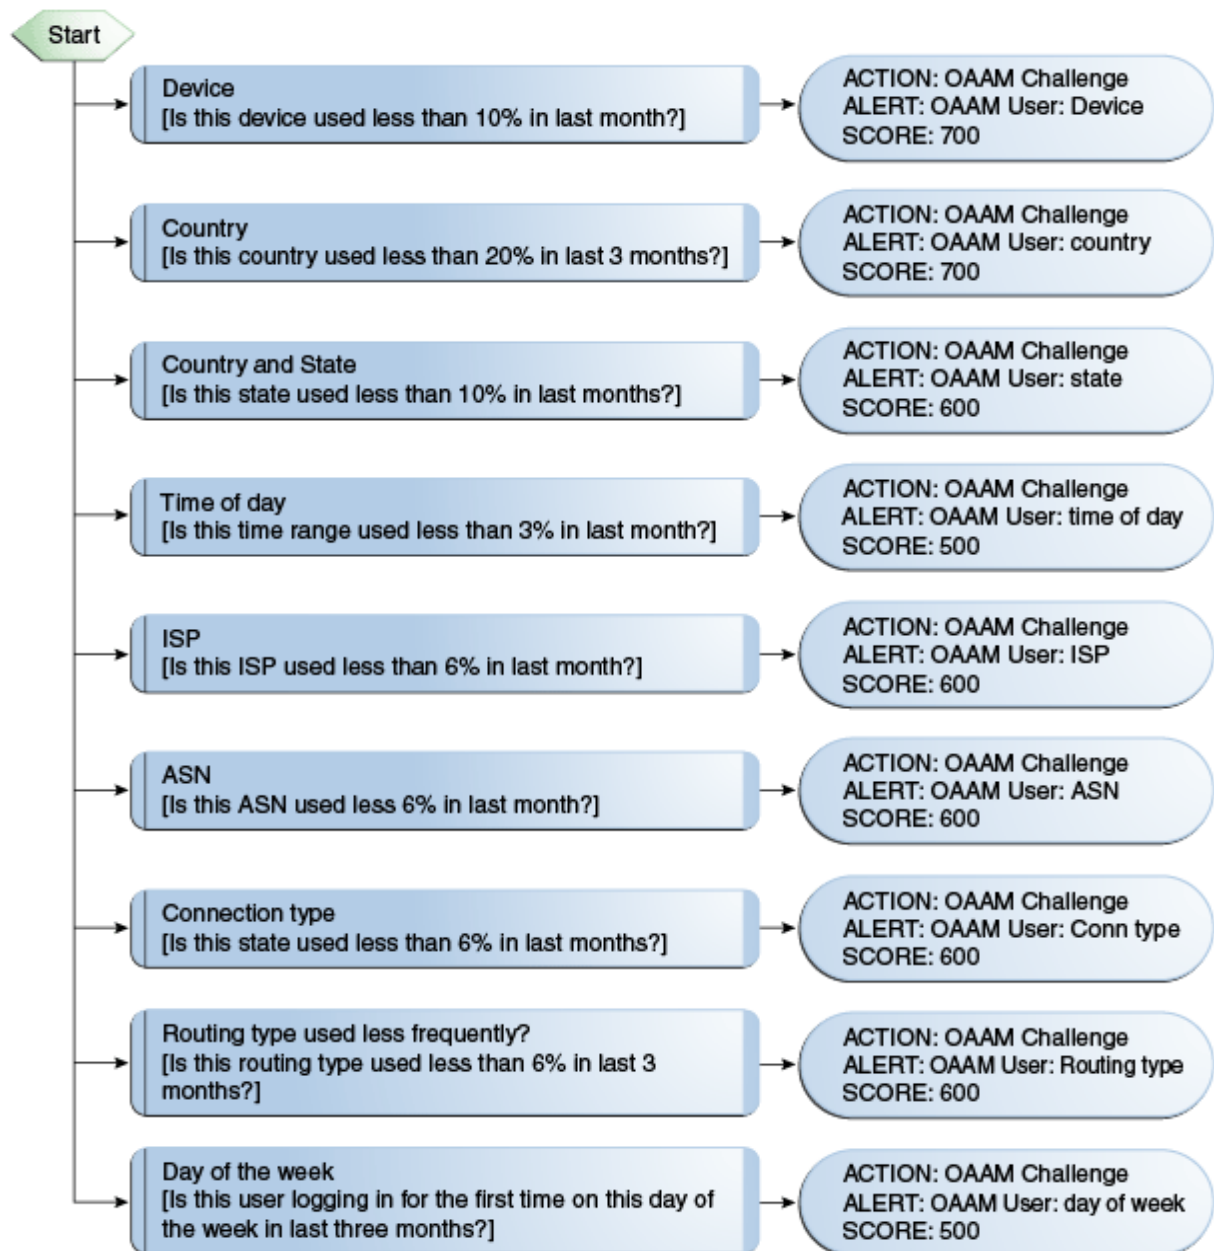 Start
Device
[Is this device used less than 10% in last month?]
ACTION: OAAM Challenge
ALERT: OAAM User: Device
SCORE: 700
Country
[Is this country used less than 20% in last 3 months?]
ACTION: OAAM Challenge
ALERT: OAAM User: country
SCORE: 700
Country and State
[Is this state used less than 10% in last months?]
ACTION: OAAM Challenge
ALERT: OAAM User: state
SCORE: 600
Time of day
[Is this time range used less than 3% in last month?]
ACTION: OAAM Challenge
ALERT: OAAM User: time of day
SCORE: 500
ISP
[Is this ISP used less than 6% in last month?]
ACTION: OAAM Challenge
ALERT: OAAM User: ISP
SCORE: 600
ASN
[Is this ASN used less 6% in last month?]
ACTION: OAAM Challenge
ALERT: OAAM User: ASN
SCORE: 600
Connection type
[Is this state used less than 6% in last months?]
ACTION: OAAM Challenge
ALERT: OAAM User: Conn type
SCORE: 600
Routing type used less frequently?
[Is this routing type used less than 6% in last 3
months?]
ACTION: OAAM Challenge
ALERT: OAAM User: Routing type
SCORE: 600
Day of the week
[Is this user logging in for the first time on this day of
the week in last three months?]
ACTION: OAAM Challenge
ALERT: OAAM User: day of week
SCORE: 500